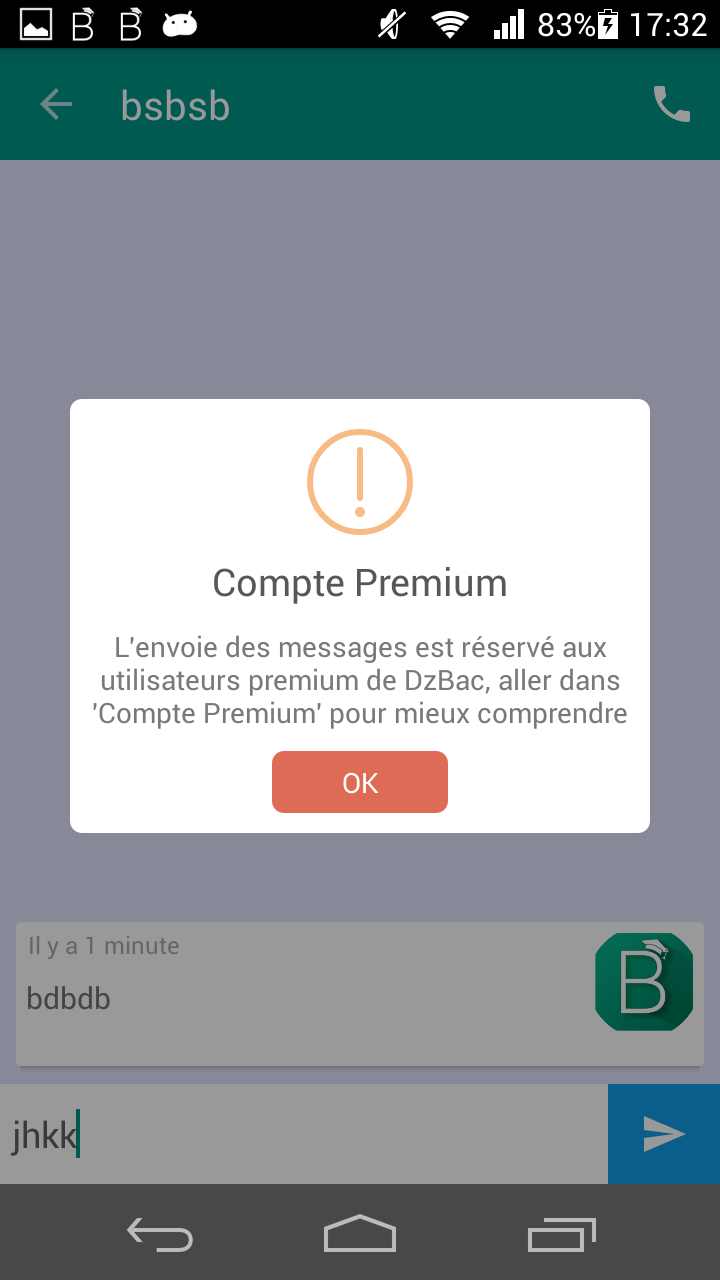 83% 17:32
bsbsb
Compte Premium
L'envoie des messages est réservé aux
utilisateurs premium de DzBac, aller dans
'Compte Premium' pour mieux comprendre
OK
Il y a 1 minute
bdbdb
B
jhkk